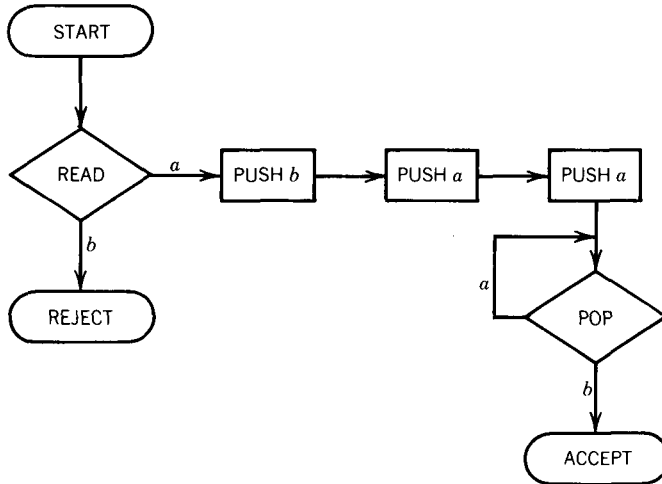 START
READ
a
PUSH b
PUSH a
PUSH a
b
a
POP
REJECT
b
ACCEPT